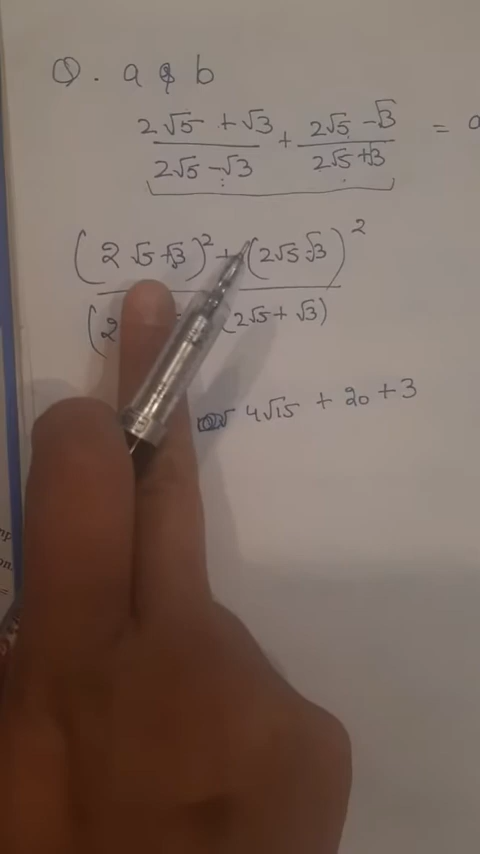 Q. a & b
2√5 + √3 / 2√5 - √3 + 2√5 - √3 / 2√5 + √3 = a
(2√5 + √3)² + (2√5 - √3)²
(2 (2√5 + √3)
4√15 + 20 + 3